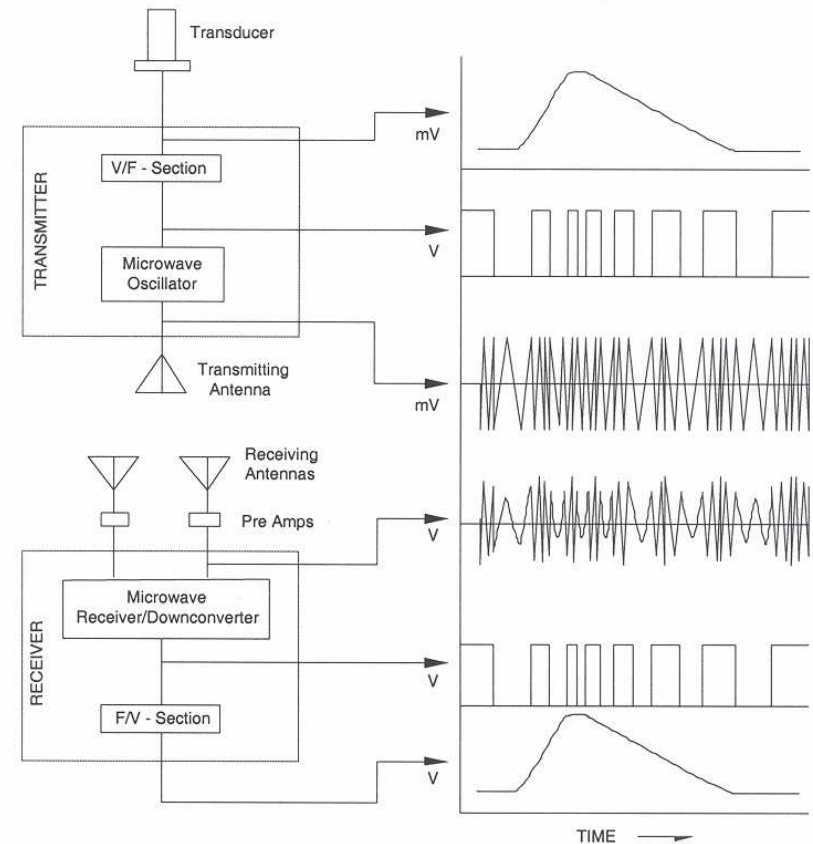 Transducer
mV
V/F - Section
TRANSMITTER
V
Microwave
Oscillator
Transmitting
Antenna
mV
Receiving
Antennas
Pre Amps
V
Microwave
Receiver/Downconverter
RECEIVER
V
F/V - Section
V
TIME